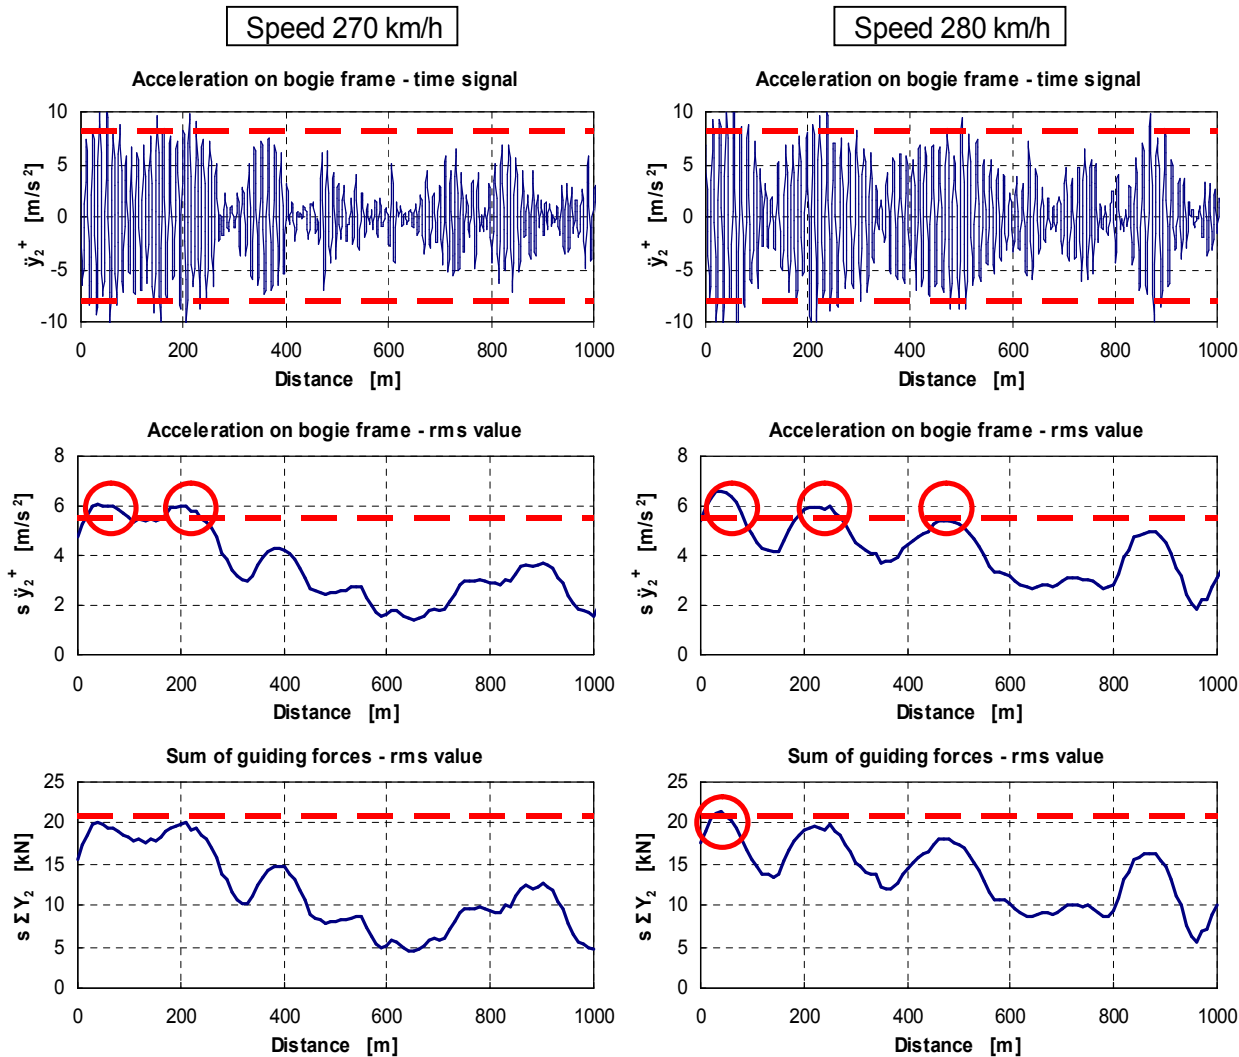 Speed 270 km/h
Speed 280 km/h
Acceleration on bogie frame - time signal
Acceleration on bogie frame - time signal
ÿ₂⁺ [m/s²]
10
5
0
-5
-10
0 200 400 600 800 1000
Distance [m]
ÿ₂⁺ [m/s²]
10
5
0
-5
-10
0 200 400 600 800 1000
Distance [m]
Acceleration on bogie frame - rms value
Acceleration on bogie frame - rms value
s ÿ₂⁺ [m/s²]
8
6
4
2
0
0 200 400 600 800 1000
Distance [m]
s ÿ₂⁺ [m/s²]
8
6
4
2
0
0 200 400 600 800 1000
Distance [m]
Sum of guiding forces - rms value
Sum of guiding forces - rms value
s Σ Y₂ [kN]
25
20
15
10
5
0
0 200 400 600 800 1000
Distance [m]
s Σ Y₂ [kN]
25
20
15
10
5
0
0 200 400 600 800 1000
Distance [m]